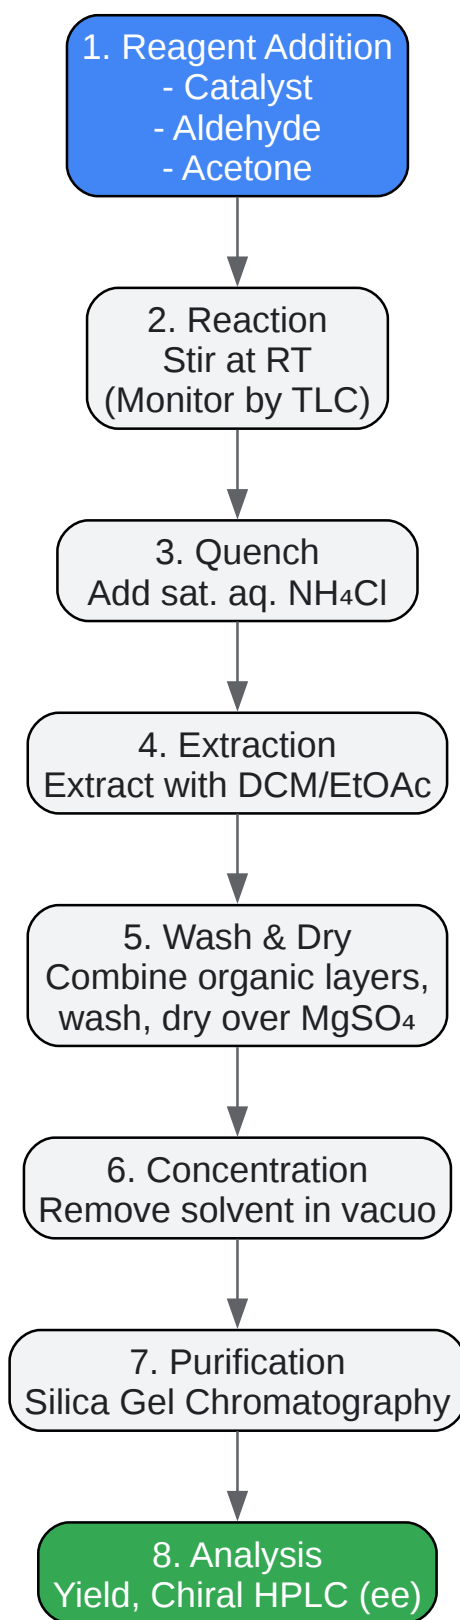 1. Reagent Addition
- Catalyst
- Aldehyde
- Acetone
2. Reaction
Stir at RT
(Monitor by TLC)
3. Quench
Add sat. aq. NH₄Cl
4. Extraction
Extract with DCM/EtOAc
5. Wash & Dry
Combine organic layers,
wash, dry over MgSO₄
6. Concentration
Remove solvent in vacuo
7. Purification
Silica Gel Chromatography
8. Analysis
Yield, Chiral HPLC (ee)